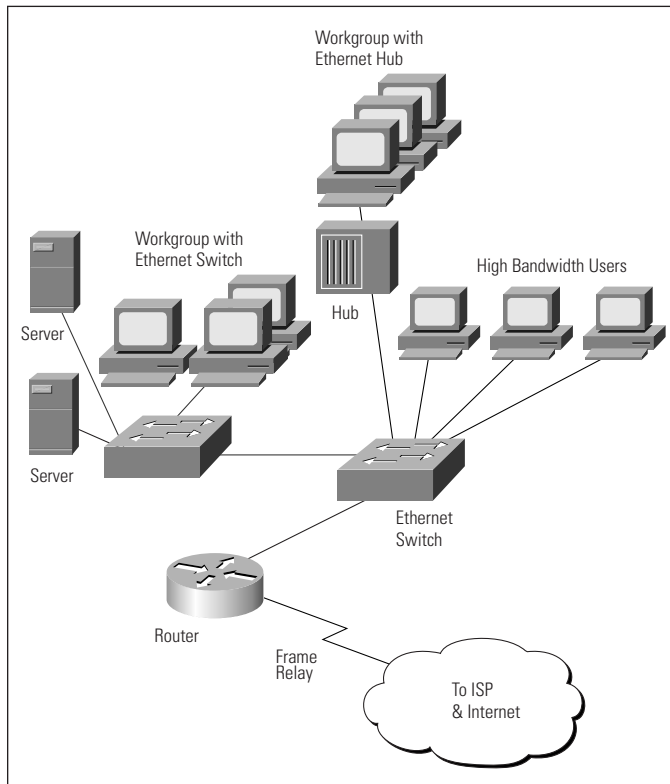 Workgroup with
Ethernet Hub
Workgroup with
Ethernet Switch
High Bandwidth Users
Hub
Server
Server
Ethernet
Switch
Router
Frame
Relay
To ISP
& Internet